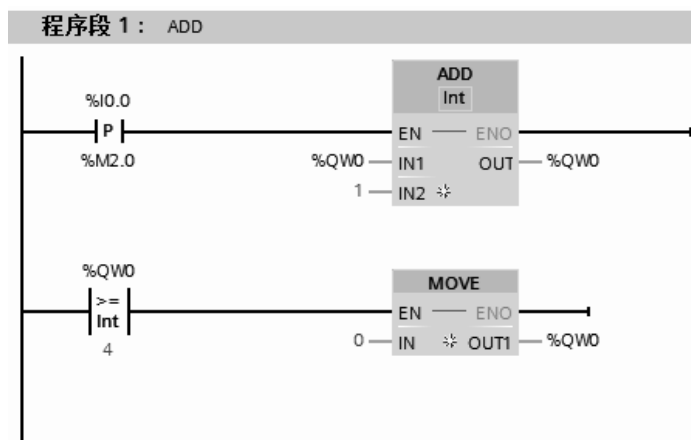 程序段 1： ADD
ADD
Int
%I0.0
P
%M2.0
EN ENO
%QW0 IN1 OUT %QW0
1 IN2
%QW0
>=
Int
4
MOVE
EN ENO
0 IN OUT1 %QW0